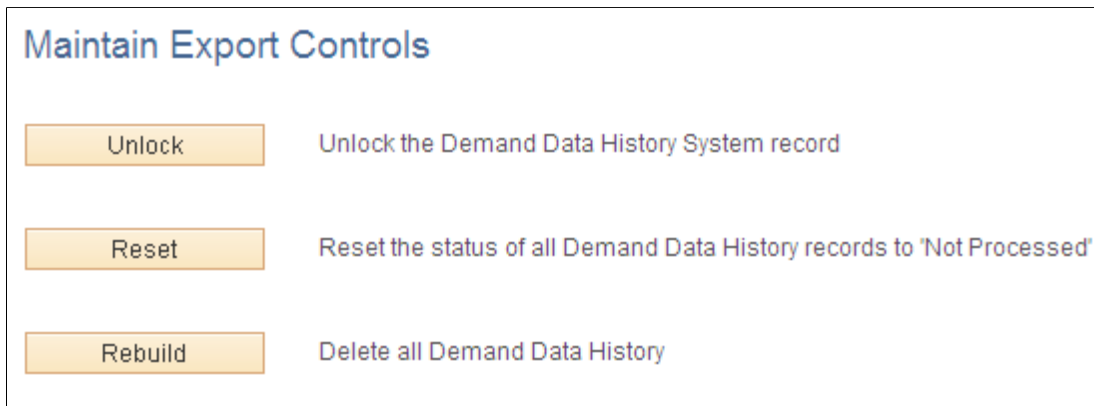 Maintain Export Controls
Unlock Unlock the Demand Data History System record
Reset Reset the status of all Demand Data History records to 'Not Processed'
Rebuild Delete all Demand Data History